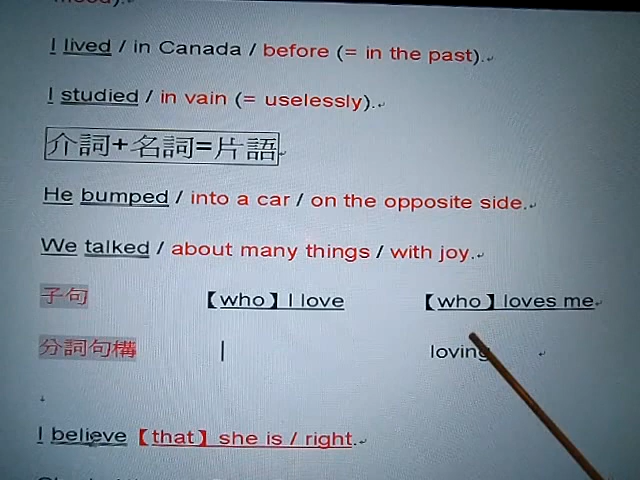 mood).
I lived / in Canada / before (= in the past).
I studied / in vain (= uselessly).
介詞+名詞=片語
He bumped / into a car / on the opposite side.
We talked / about many things / with joy.
子句 【who】I love 【who】loves me
分詞句構 loving
I believe 【that】she is / right.